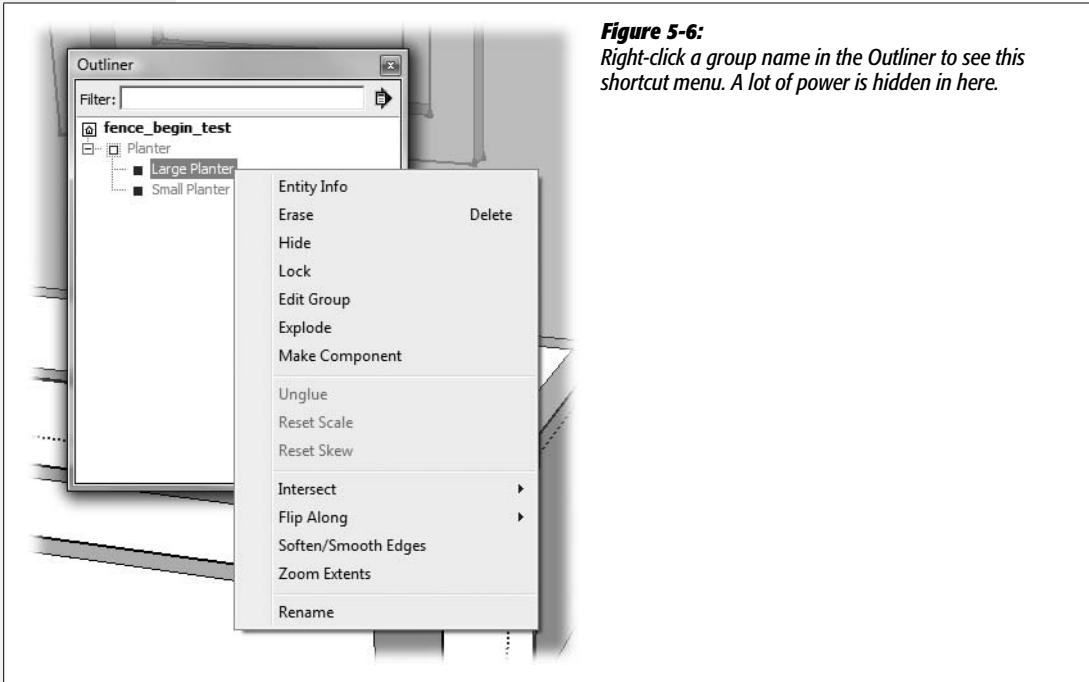 Figure 5-6:
Right-click a group name in the Outliner to see this
shortcut menu. A lot of power is hidden in here.
Outliner
Filter:
fence_begin_test
Planter
Large Planter
Small Planter
Entity Info
Erase Delete
Hide
Lock
Edit Group
Explode
Make Component
Unglue
Reset Scale
Reset Skew
Intersect
Flip Along
Soften/Smooth Edges
Zoom Extents
Rename